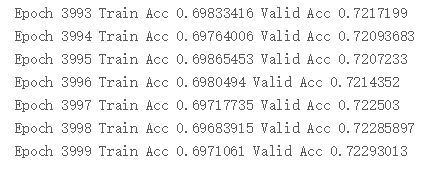 Epoch 3993 Train Acc 0.69833416 Valid Acc 0.7217199
Epoch 3994 Train Acc 0.69764006 Valid Acc 0.72093683
Epoch 3995 Train Acc 0.69865453 Valid Acc 0.7207233
Epoch 3996 Train Acc 0.6980494 Valid Acc 0.7214352
Epoch 3997 Train Acc 0.69717735 Valid Acc 0.722503
Epoch 3998 Train Acc 0.69683915 Valid Acc 0.72285897
Epoch 3999 Train Acc 0.6971061 Valid Acc 0.72293013